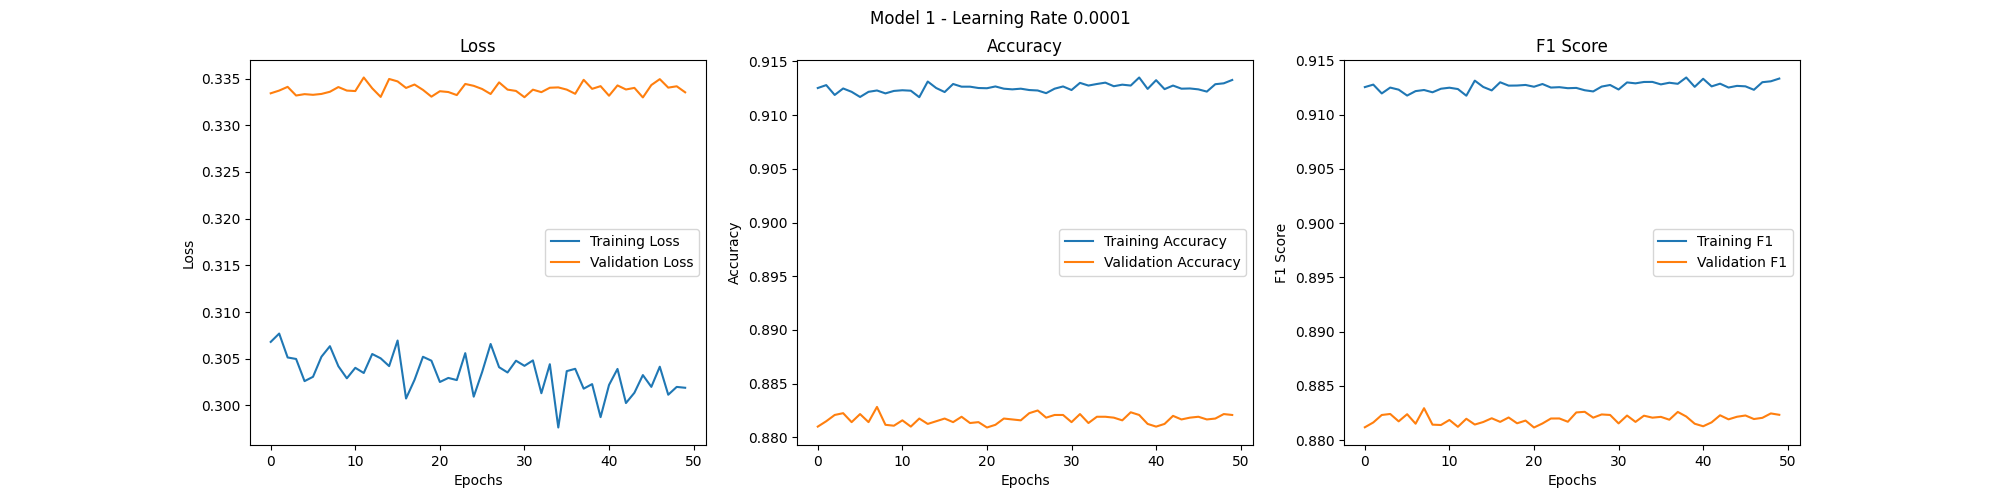 Model 1 - Learning Rate 0.0001
Loss
0.335
0.330
0.325
0.320
0.315
0.310
0.305
0.300
Loss
Training Loss
Validation Loss
0 10 20 30 40 50
Epochs
Accuracy
0.915
0.910
0.905
0.900
0.895
0.890
0.885
0.880
Accuracy
Training Accuracy
Validation Accuracy
0 10 20 30 40 50
Epochs
F1 Score
0.915
0.910
0.905
0.900
0.895
0.890
0.885
0.880
F1 Score
Training F1
Validation F1
0 10 20 30 40 50
Epochs